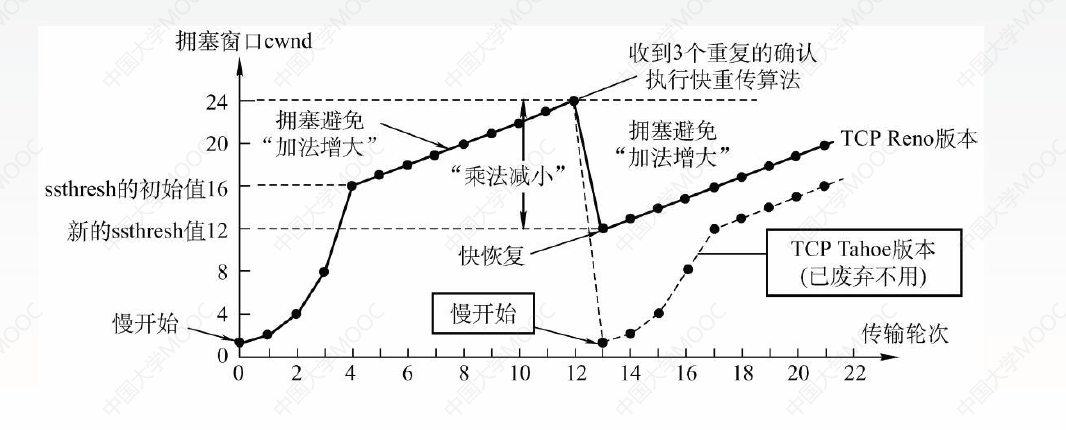 拥塞窗口cwnd
收到3个重复的确认
执行快重传算法
24
拥塞避免
“加法增大”
拥塞避免
“加法增大”
TCP Reno版本
20
“乘法减小”
ssthresh的初始值16
新的ssthresh值12
快恢复
TCP Tahoe版本
(已废弃不用)
8
慢开始
4
慢开始
传输轮次
0
0 2 4 6 8 10 12 14 16 18 20 22
中国大学MOOC